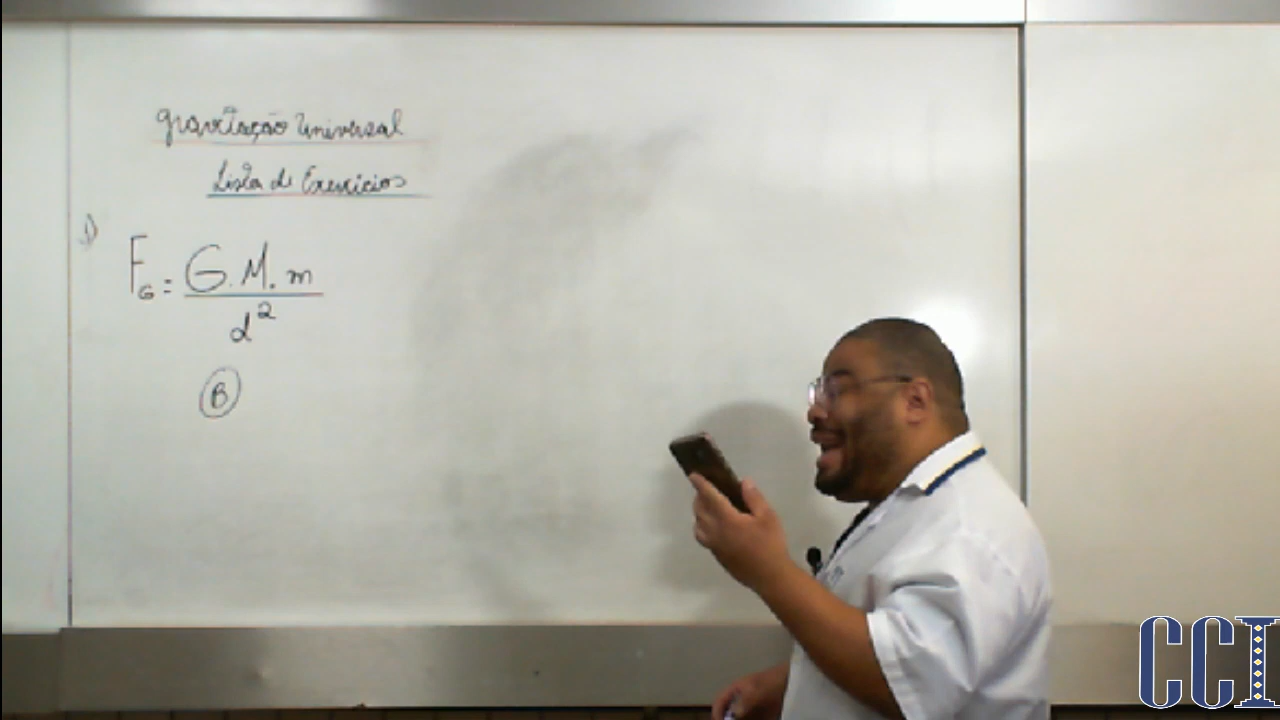 Gravitação Universal
Lista de Exercícios
1)
F_G = G.M.m / d²
B
CCI